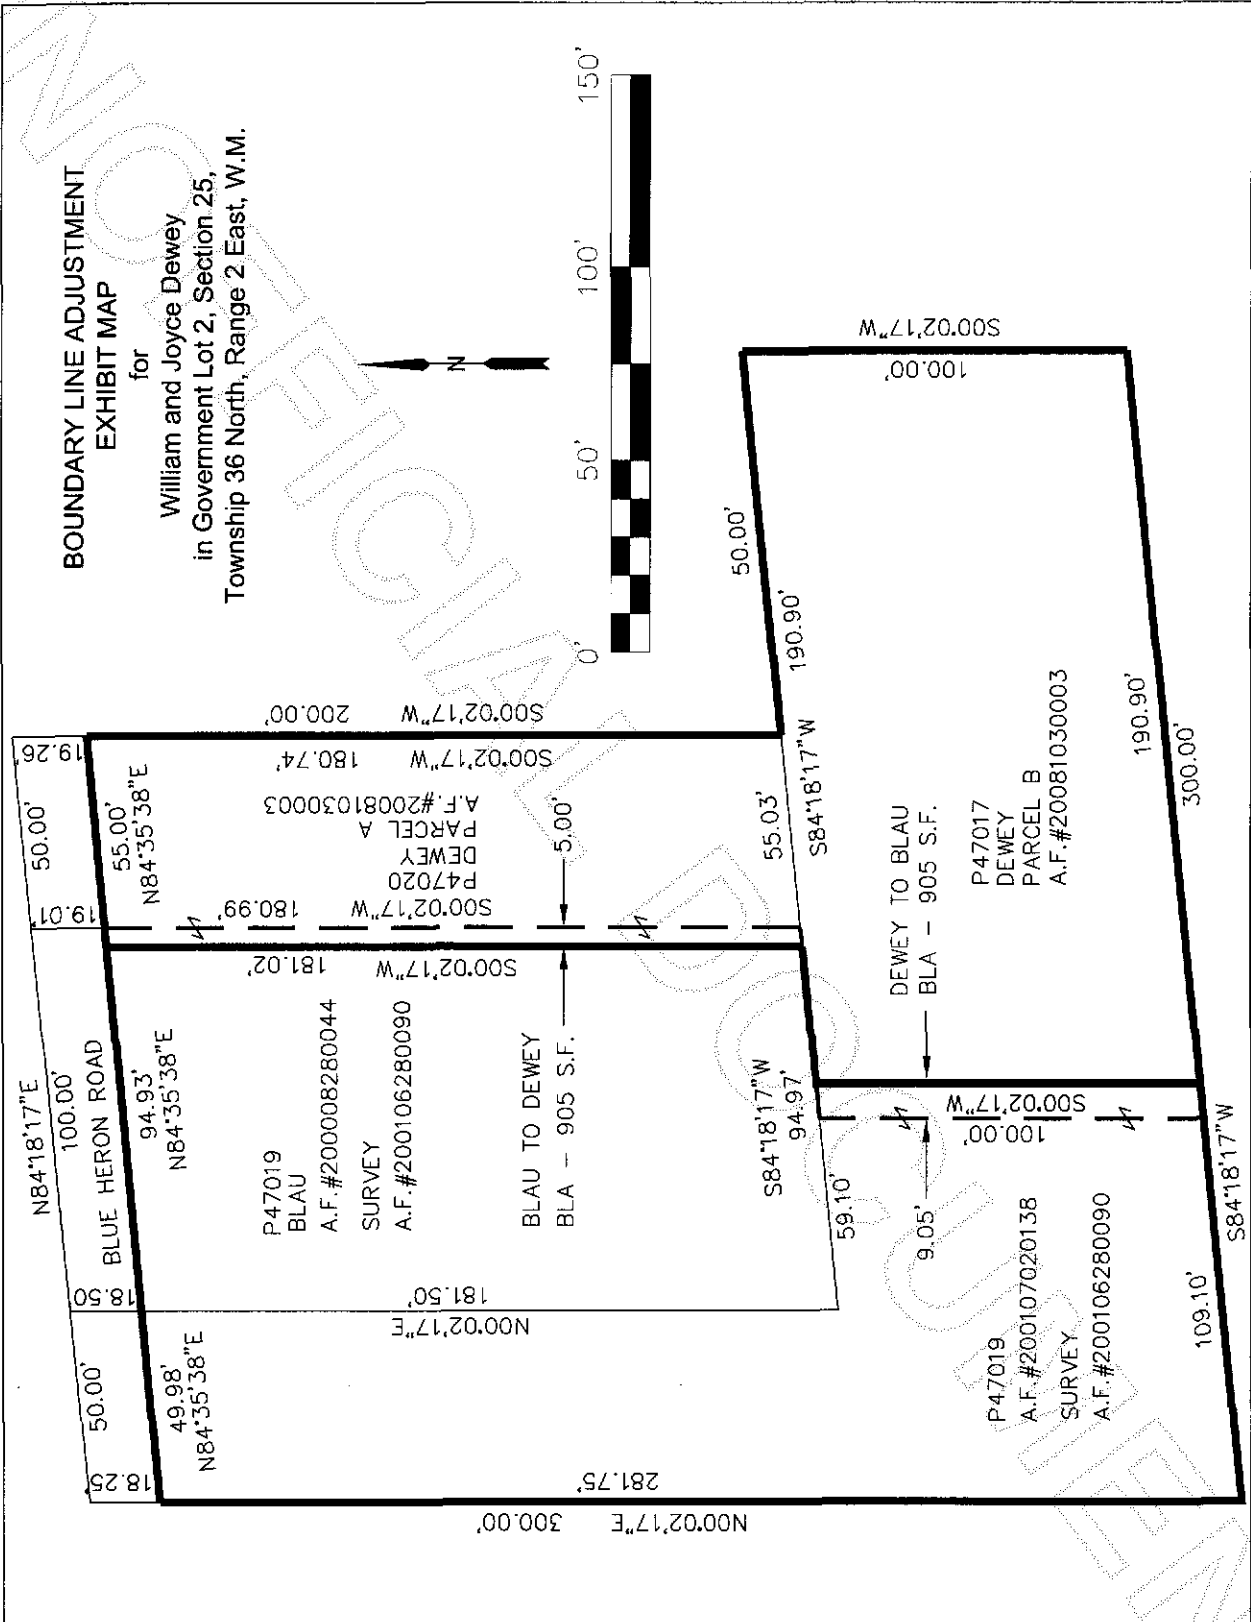 BOUNDARY LINE ADJUSTMENT
EXHIBIT MAP
for
William and Joyce Dewey
in Government Lot 2, Section 25,
Township 36 North, Range 2 East, W.M.
N
0'
50'
100'
150'
N84°18'17"E
50.00'
100.00'
50.00'
BLUE HERON ROAD
18.25'
18.50'
19.01'
19.26'
49.98'
N84°35'38"E
94.93'
N84°35'38"E
55.00'
N84°35'38"E
N00°02'17"E 300.00'
281.75'
N00°02'17"E
181.50'
P47019
BLAU
A.F.#200008280044
SURVEY
A.F.#200106280090
S00°02'17"W 181.02'
S00°02'17"W 180.99'
P47020
DEWEY
PARCEL A
A.F.#200810300003
S00°02'17"W 180.74'
S00°02'17"W 200.00'
BLAU TO DEWEY
BLA – 905 S.F.
5.00'
S84°18'17"W
94.97'
55.03'
S84°18'17"W
190.90'
50.00'
59.10'
9.05'
100.00'
S00°02'17"W
DEWEY TO BLAU
BLA – 905 S.F.
P47017
DEWEY
PARCEL B
A.F.#200810300003
100.00'
S00°02'17"W
P47019
A.F.#200107020138
SURVEY
A.F.#200106280090
109.10'
S84°18'17"W
190.90'
300.00'
UNOFFICIAL DOCUMENT